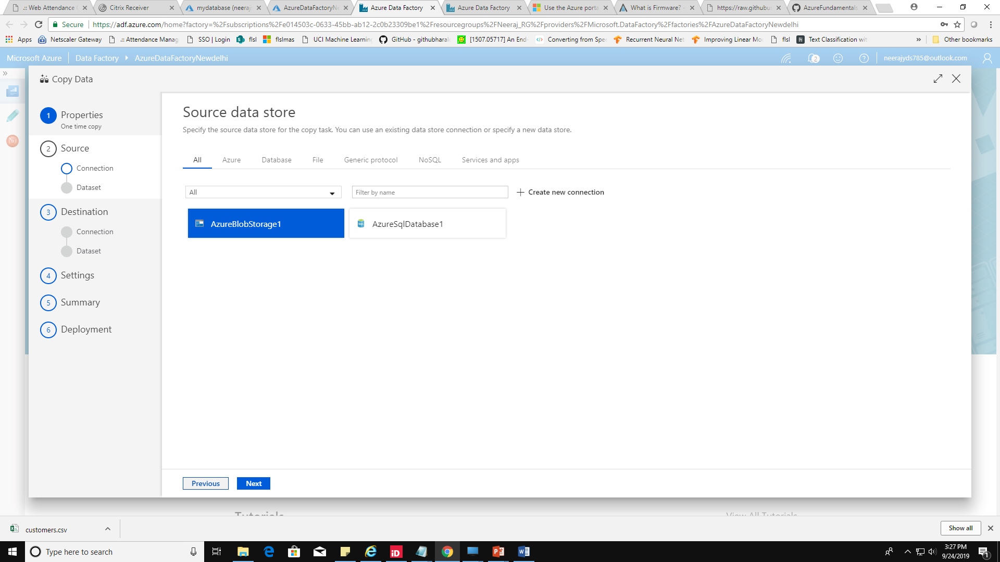 .:: Web Attendance
Citrix Receiver
mydatabase (neeraj
AzureDataFactoryNe
Azure Data Factory
Azure Data Factory
Use the Azure porta
What is Firmware? -
https://raw.githubu
AzureFundamentals
Secure
https://adf.azure.com/home?factory=%2Fsubscriptions%2Fe014503c-0633-45bb-ab12-2c0b23309be1%2Fresourcegroups%2FNeeraj_RG%2Fproviders%2FMicrosoft.DataFactory%2Ffactories%2FAzureDataFactoryNewdelhi
Apps
Netscaler Gateway
.:: Attendance Manag
SSO | Login
flsl
flslmas
UCI Machine Learning
GitHub - githubharal
[1507.05717] An End-
Converting from Spe
Recurrent Neural Net
Improving Linear Mo
flsl
Text Classification wit
»
Other bookmarks
Microsoft Azure
Data Factory
AzureDataFactoryNewdelhi
2
neerajyds785@outlook.com
Copy Data
1
Properties
One time copy
2
Source
Connection
Dataset
3
Destination
Connection
Dataset
4
Settings
5
Summary
6
Deployment
Source data store
Specify the source data store for the copy task. You can use an existing data store connection or specify a new data store.
All
Azure
Database
File
Generic protocol
NoSQL
Services and apps
All
Filter by name
Create new connection
AzureBlobStorage1
SQL
AzureSqlDatabase1
Previous
Next
Tutorials
View All Tutorials
customers.csv
Show all
Type here to search
iD
3:27 PM
9/24/2019
1